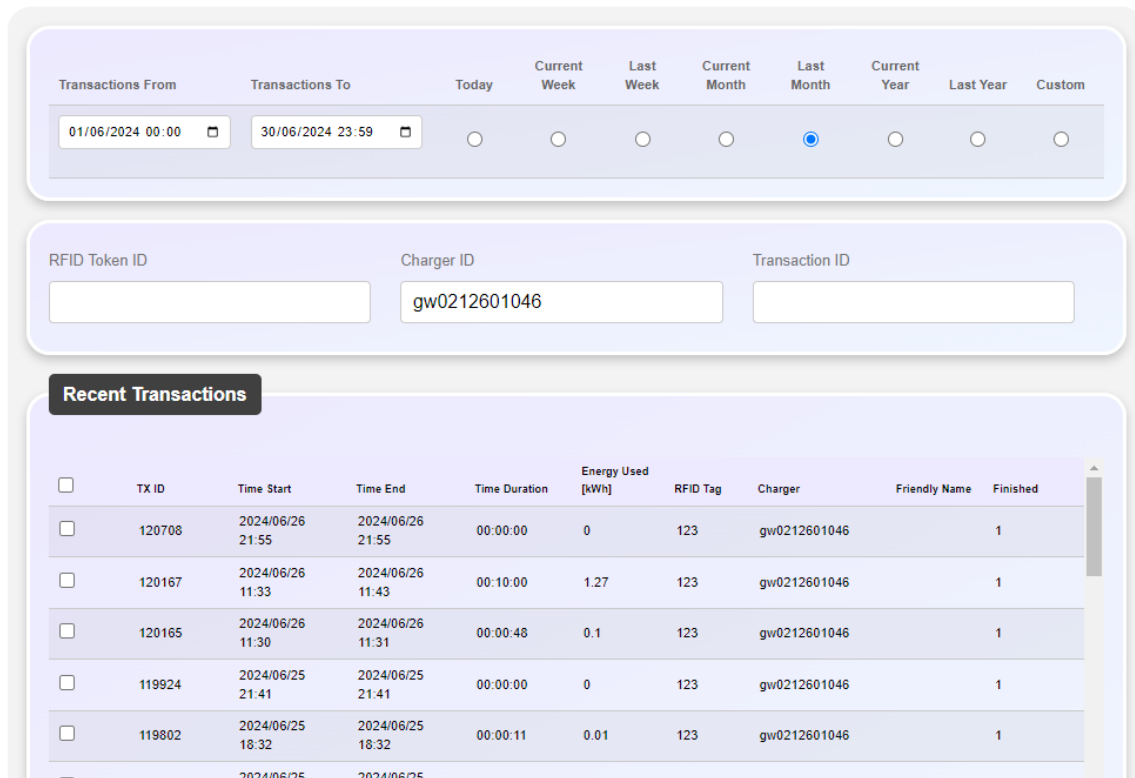 Transactions From Transactions To Today Current Week Last Week Current Month Last Month Current Year Last Year Custom
01/06/2024 00:00 30/06/2024 23:59
RFID Token ID Charger ID Transaction ID
gw0212601046
Recent Transactions
TX ID Time Start Time End Time Duration Energy Used [kWh] RFID Tag Charger Friendly Name Finished
120708 2024/06/26 21:55 2024/06/26 21:55 00:00:00 0 123 gw0212601046 1
120167 2024/06/26 11:33 2024/06/26 11:43 00:10:00 1.27 123 gw0212601046 1
120165 2024/06/26 11:30 2024/06/26 11:31 00:00:48 0.1 123 gw0212601046 1
119924 2024/06/25 21:41 2024/06/25 21:41 00:00:00 0 123 gw0212601046 1
119802 2024/06/25 18:32 2024/06/25 18:32 00:00:11 0.01 123 gw0212601046 1
2024/06/25 2024/06/25